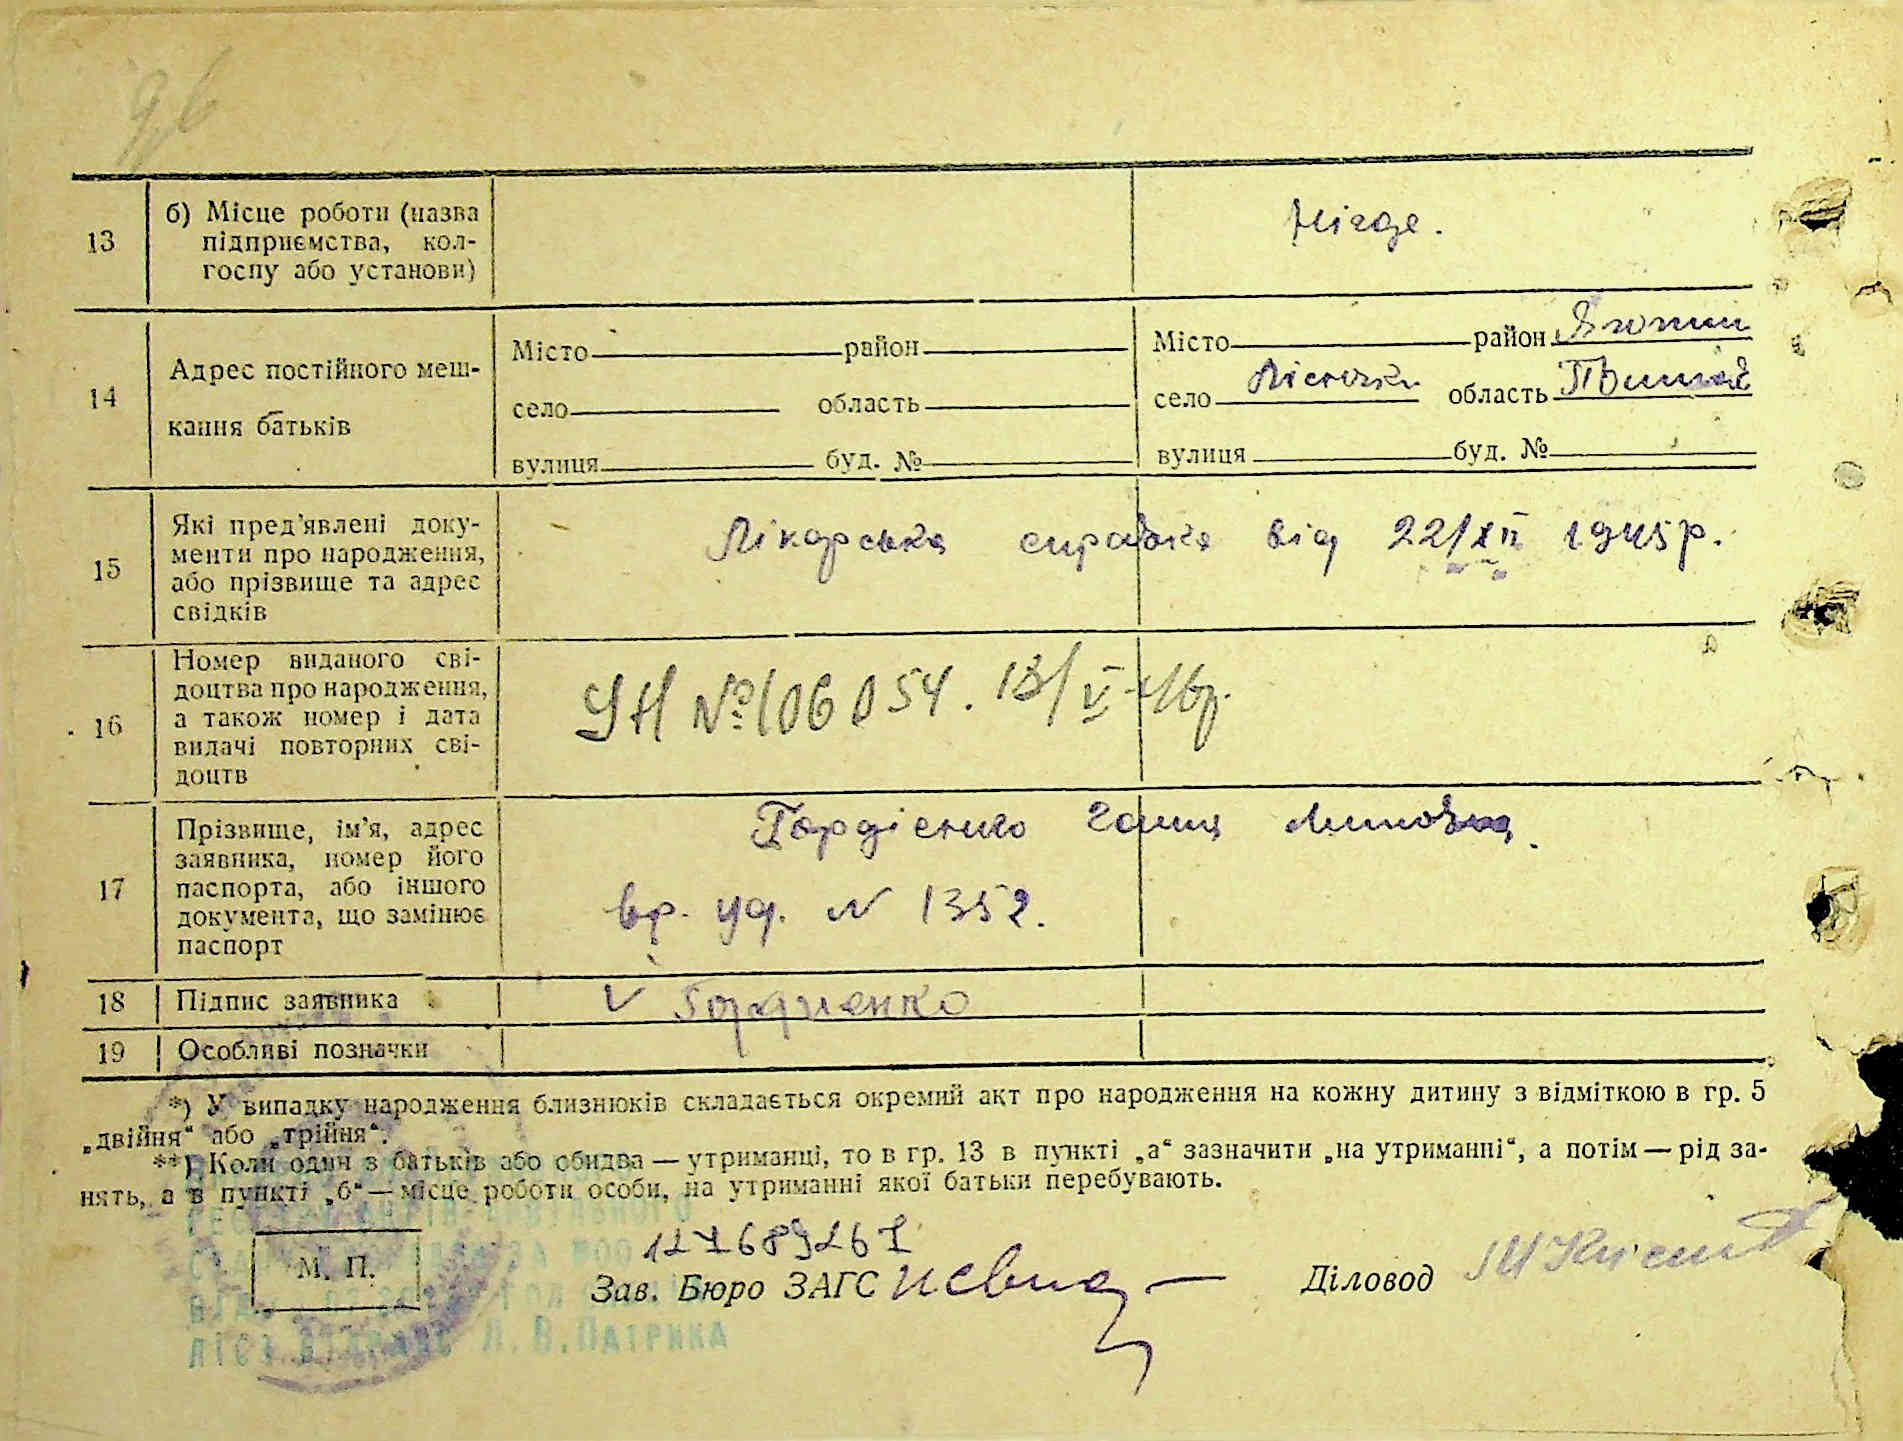 96
13
б) Місце роботи (назва
підприємства, кол-
госпу або установи)
Нігде.
14
Адрес постійного меш-
кання батьків
Місто район
село область
вулиця буд. №
Місто район
село область
вулиця буд. №
15
Які пред'явлені доку-
менти про народження,
або прізвище та адрес
свідків
Лікарська справка від 22/XII 1945р.
16
Номер виданого сві-
доцтва про народження,
а також номер і дата
видачі повторних сві-
доцтв
УН № 106054. 13/V-46р.
17
Прізвище, ім'я, адрес
заявника, номер його
паспорта, або іншого
документа, що замінює
паспорт
Гордієнко Ганна
вр. уд. N 1352.
18 Підпис заявника
V Гордиенко
19 Особливі позначки
*) У випадку народження близнюків складається окремий акт про народження на кожну дитину з відміткою в гр. 5
„двійня“ або „трійня“.
**) Коли один з батьків або обидва — утриманці, то в гр. 13 в пункті „а“ зазначити „на утриманні“, а потім — рід за-
нять, а в пункті „б“ — місце роботи особи, на утриманні якої батьки перебувають.
М. П.
Зав. Бюро ЗАГС
Діловод
Л.В.Патрика